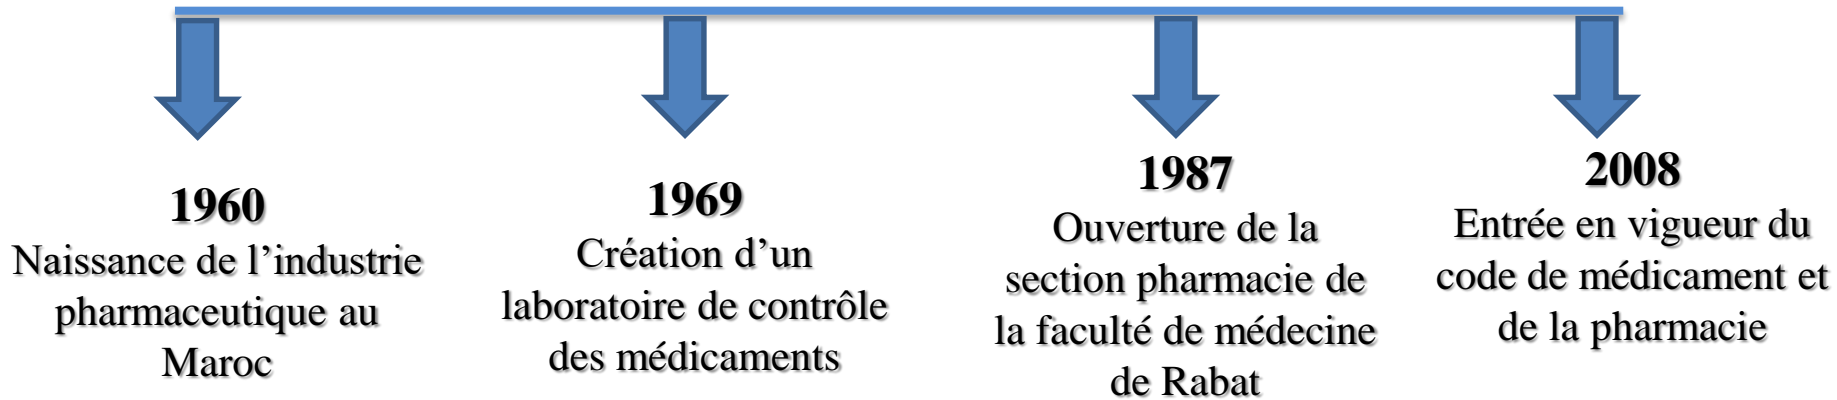 1960
Naissance de l’industrie
pharmaceutique au
Maroc
1969
Création d’un
laboratoire de contrôle
des médicaments
1987
Ouverture de la
section pharmacie de
la faculté de médecine
de Rabat
2008
Entrée en vigueur du
code de médicament et
de la pharmacie